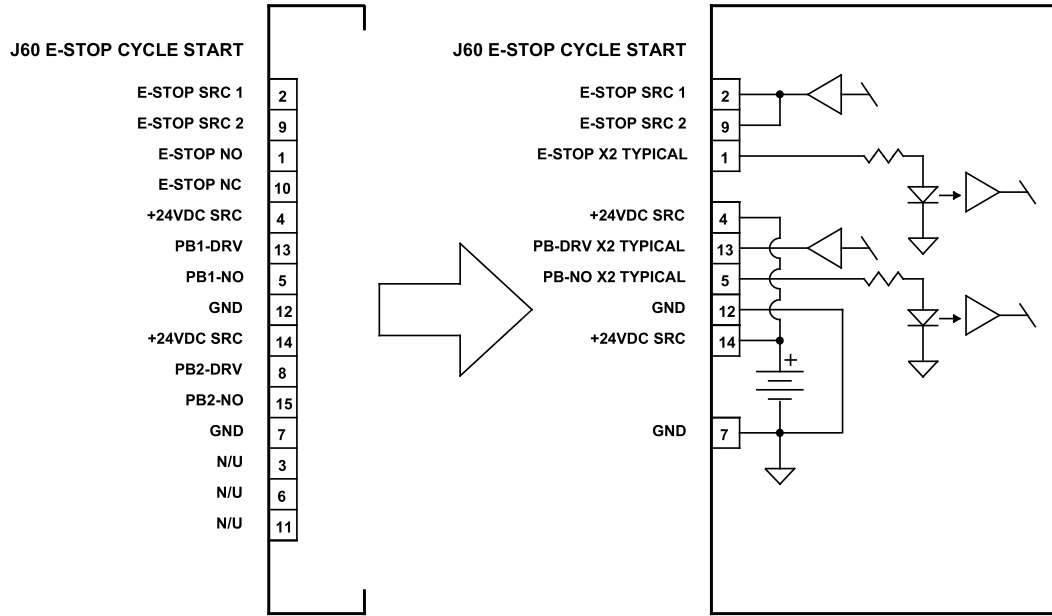 J60 E-STOP CYCLE START
E-STOP SRC 1 2
E-STOP SRC 2 9
E-STOP NO 1
E-STOP NC 10
+24VDC SRC 4
PB1-DRV 13
PB1-NO 5
GND 12
+24VDC SRC 14
PB2-DRV 8
PB2-NO 15
GND 7
N/U 3
N/U 6
N/U 11
J60 E-STOP CYCLE START
E-STOP SRC 1 2
E-STOP SRC 2 9
E-STOP X2 TYPICAL 1
+24VDC SRC 4
PB-DRV X2 TYPICAL 13
PB-NO X2 TYPICAL 5
GND 12
+24VDC SRC 14
+
GND 7